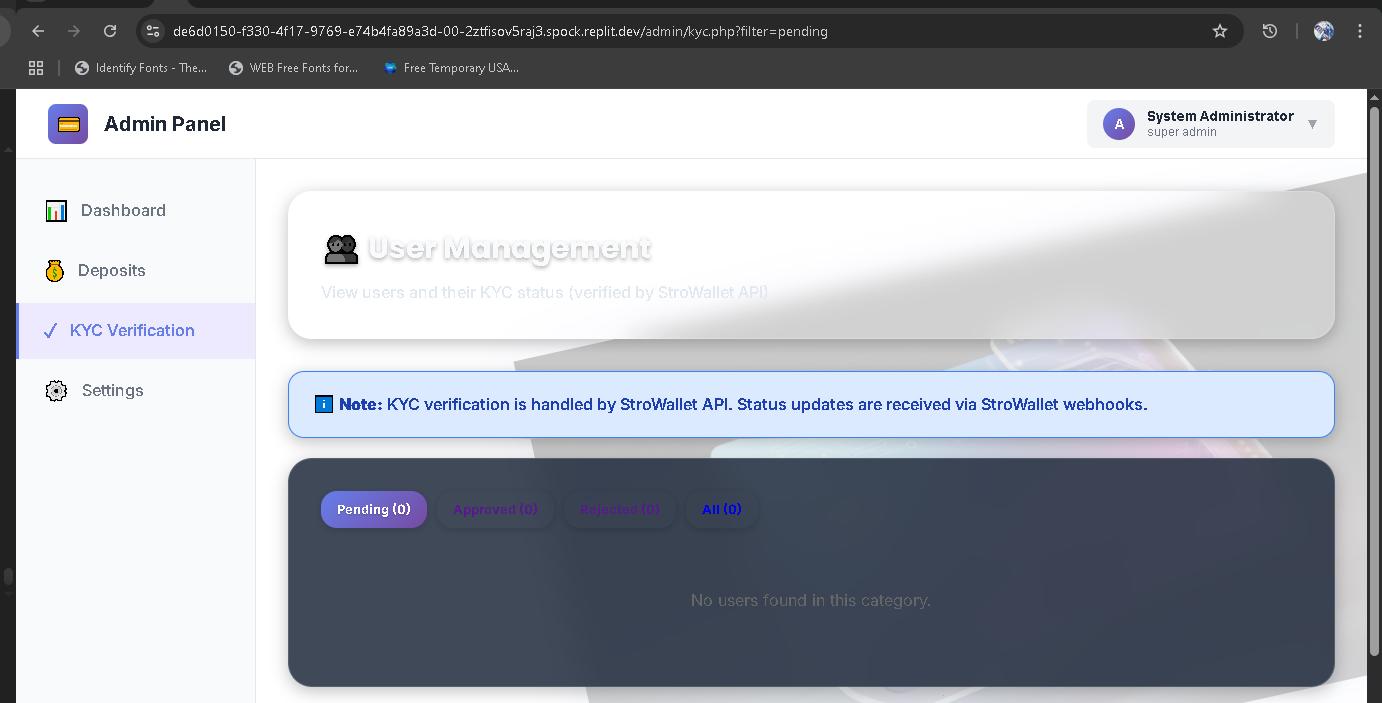 de6d0150-f330-4f17-9769-e74b4fa89a3d-00-2ztfisov5raj3.spock.replit.dev/admin/kyc.php?filter=pending
Identify Fonts - The... WEB Free Fonts for... Free Temporary USA...
Admin Panel
A
System Administrator
super admin
Dashboard
Deposits
KYC Verification
Settings
User Management
View users and their KYC status (verified by StroWallet API)
Note: KYC verification is handled by StroWallet API. Status updates are received via StroWallet webhooks.
Pending (0) Approved (0) Rejected (0) All (0)
No users found in this category.